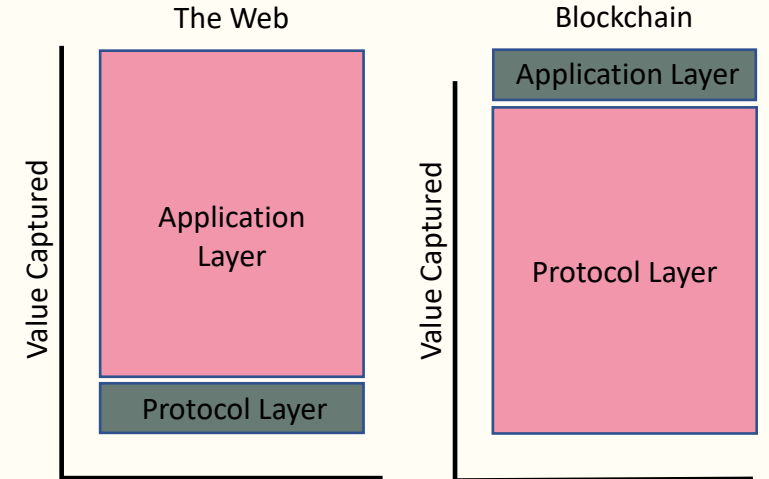 The Web
Value Captured
Application
Layer
Protocol Layer
Blockchain
Value Captured
Application Layer
Protocol Layer